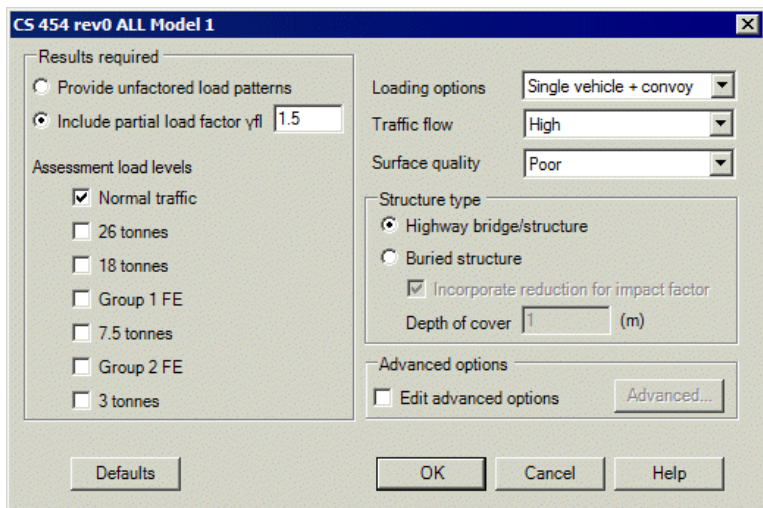 CS 454 rev0 ALL Model 1
Results required
Provide unfactored load patterns
Include partial load factor γfl 1.5
Assessment load levels
Normal traffic
26 tonnes
18 tonnes
Group 1 FE
7.5 tonnes
Group 2 FE
3 tonnes
Loading options Single vehicle + convoy
Traffic flow High
Surface quality Poor
Structure type
Highway bridge/structure
Buried structure
Incorporate reduction for impact factor
Depth of cover 1 (m)
Advanced options
Edit advanced options Advanced...
Defaults OK Cancel Help